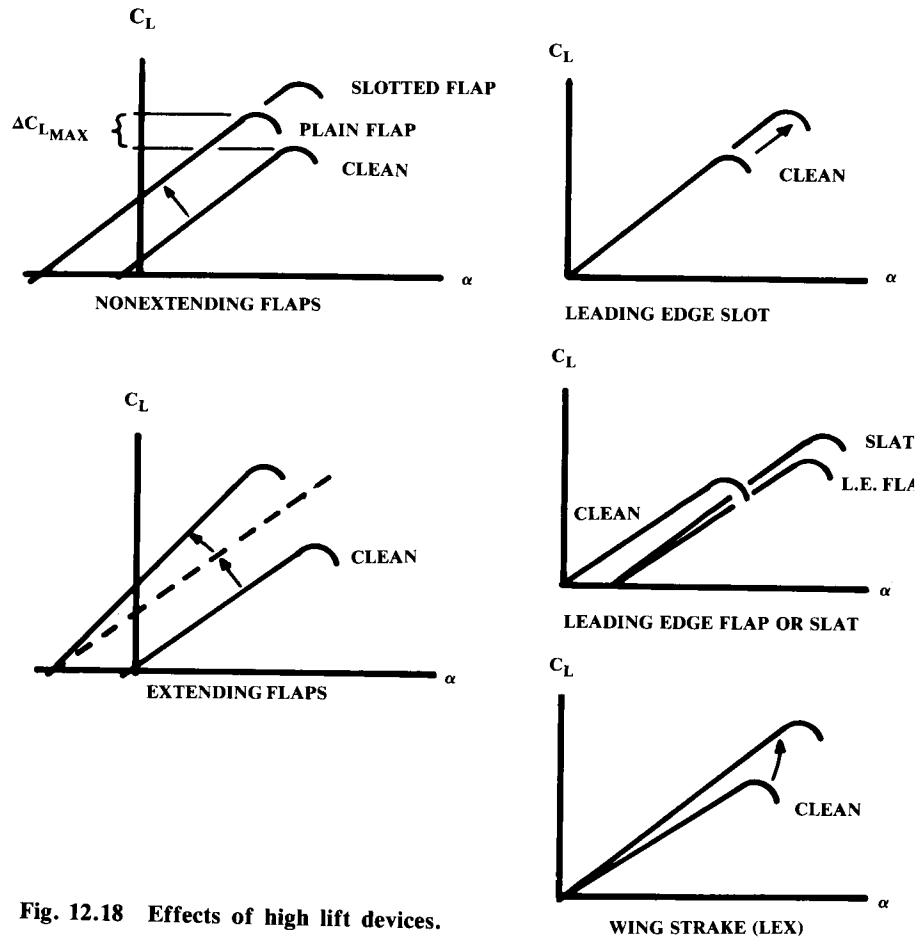 C_L
SLOTTED FLAP
ΔC_L_MAX
PLAIN FLAP
CLEAN
α
NONEXTENDING FLAPS
C_L
CLEAN
α
EXTENDING FLAPS
C_L
CLEAN
α
LEADING EDGE SLOT
C_L
SLAT
L.E. FLA
CLEAN
α
LEADING EDGE FLAP OR SLAT
C_L
CLEAN
α
WING STRAKE (LEX)
Fig. 12.18 Effects of high lift devices.